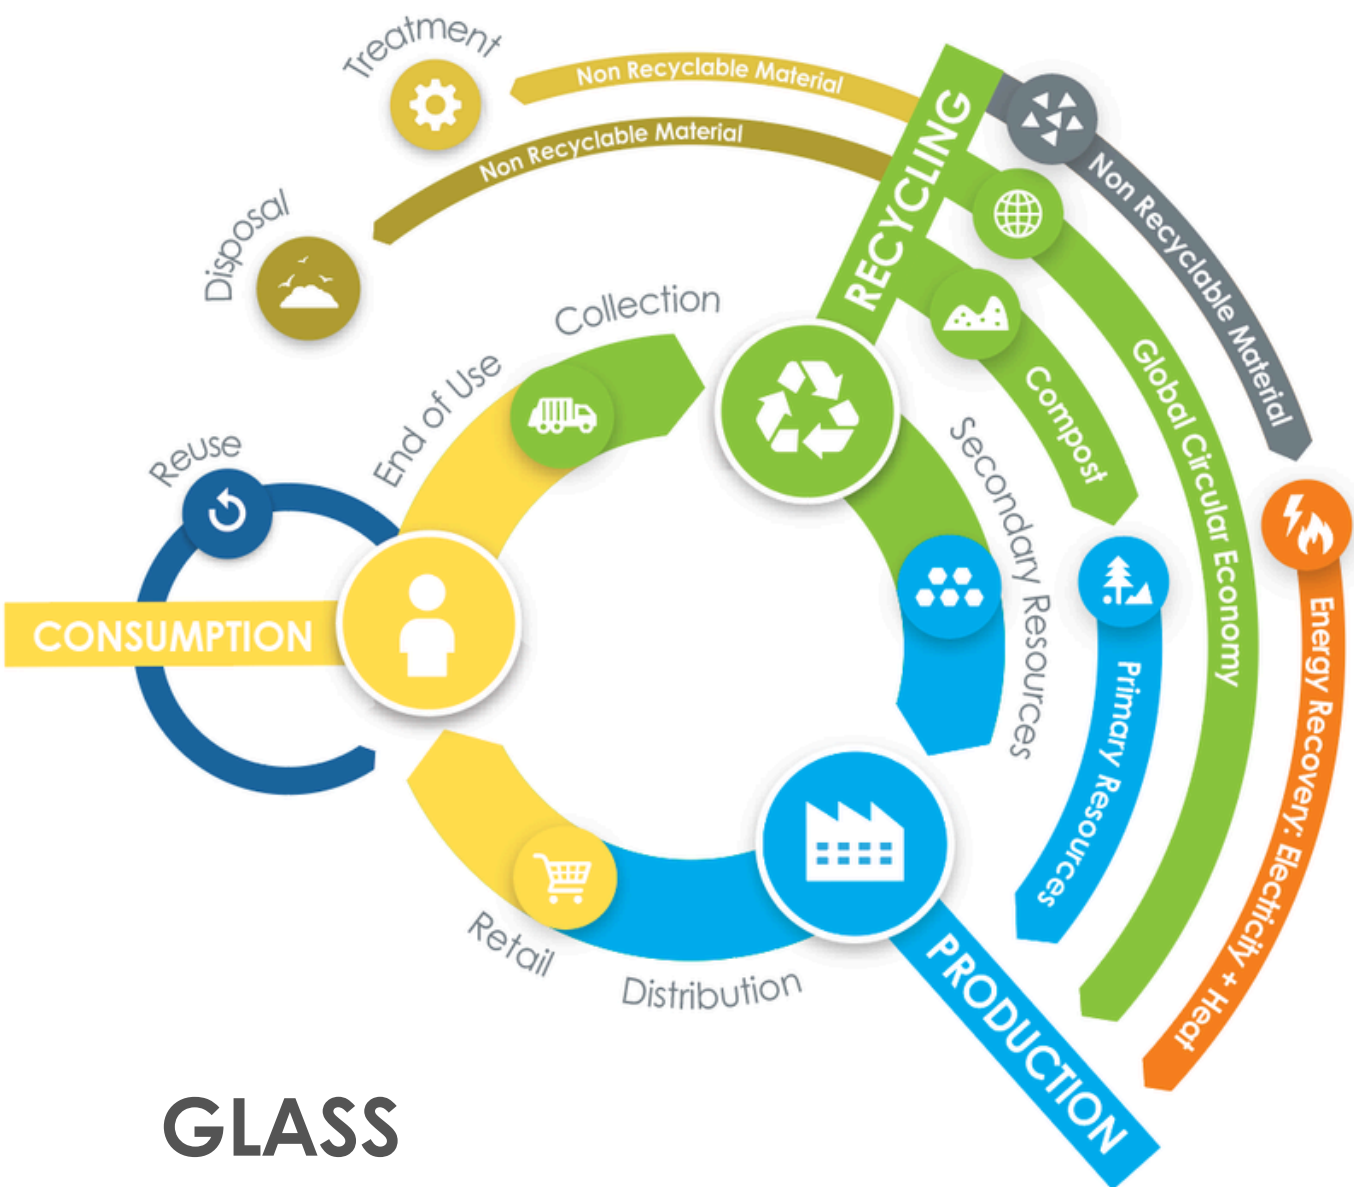 Treatment
Non Recyclable Material
Non Recyclable Material
RECYCLING
Non Recyclable Material
Disposal
Collection
End of Use
Reuse
Compost
Global Circular Economy
Secondary Resources
CONSUMPTION
Primary Resources
Energy Recovery: Electricity + Heat
Retail
Distribution
PRODUCTION
GLASS